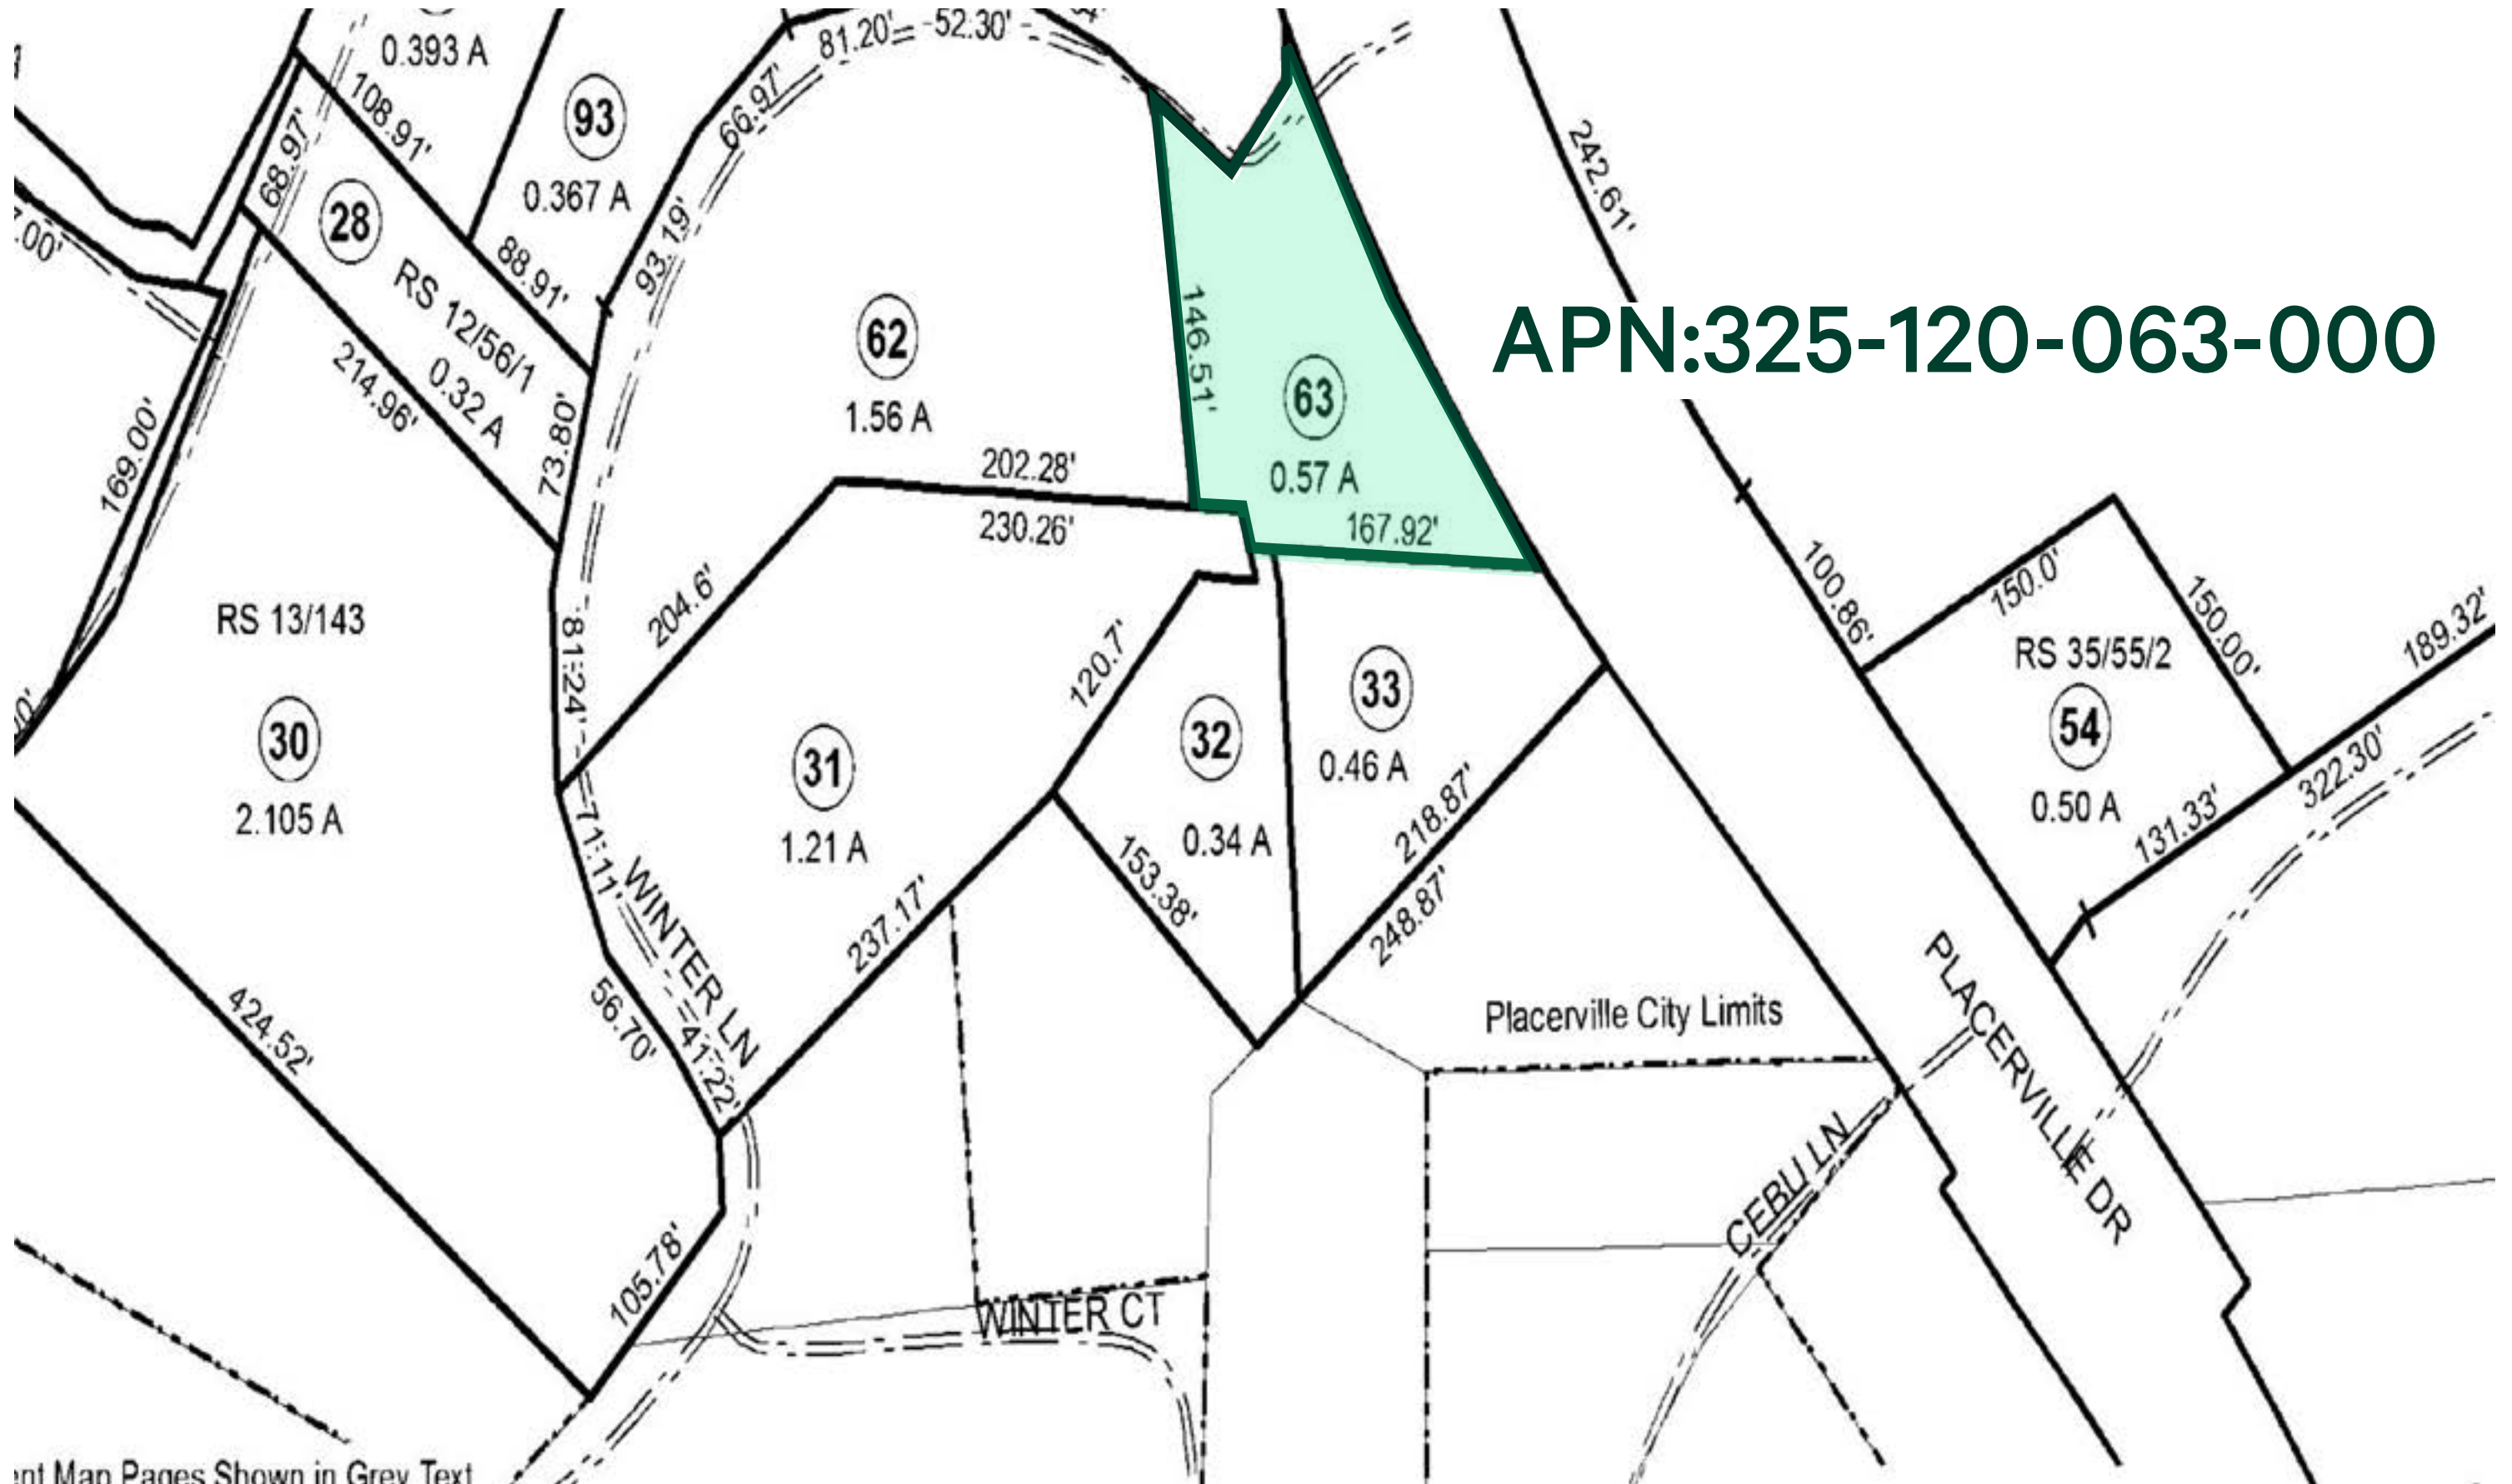 0.393 A
81.20'
52.30'
108.91'
93
0.367 A
66.97'
68.97'
28
88.91'
93.19'
242.61'
.00'
RS 12/56/1
0.32 A
214.96'
62
1.56 A
146.51'
APN:325-120-063-000
63
0.57 A
169.00'
73.80'
202.28'
230.26'
167.92'
RS 13/143
30
2.105 A
204.6'
81.24'
120.7'
100.86'
150.0'
150.00'
189.32'
RS 35/55/2
54
0.50 A
322.30'
131.33'
31
1.21 A
32
0.34 A
33
0.46 A
71.11'
WINTER LN
237.17'
153.38'
218.87'
248.87'
424.52'
56.70'
41.22'
Placerville City Limits
PLACERVILLE DR
CEBU LN
105.78'
WINTER CT
Map Pages Shown in Grey Text